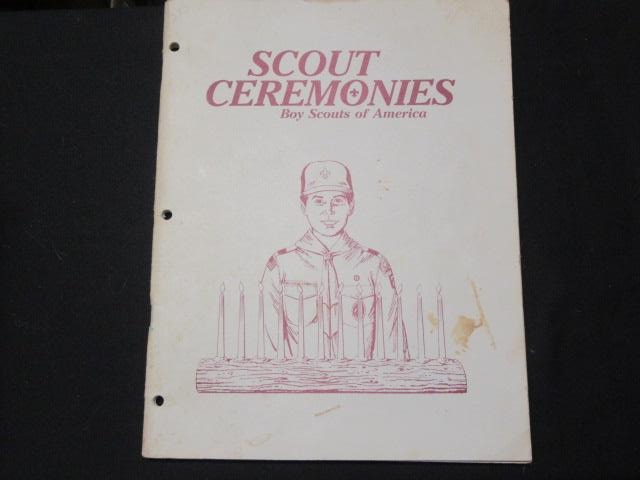 SCOUT
CEREMONIES
Boy Scouts of America